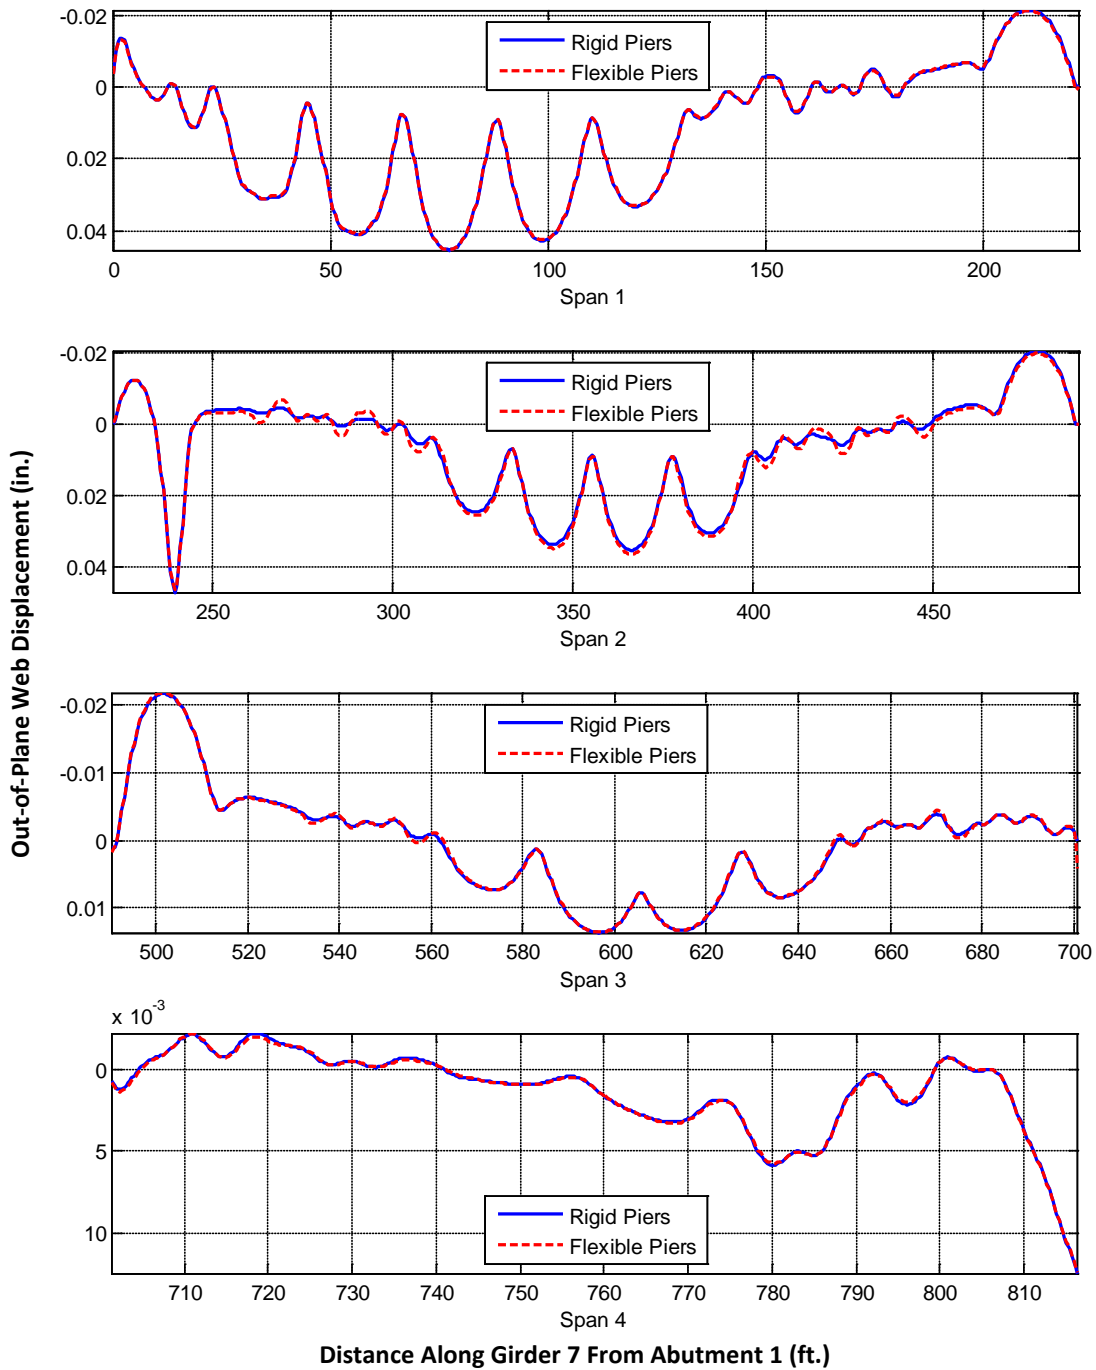 Out-of-Plane Web Displacement (in.)
-0.02
0
0.02
0.04
Rigid Piers
Flexible Piers
0 50 100 150 200
Span 1
-0.02
0
0.02
0.04
Rigid Piers
Flexible Piers
250 300 350 400 450
Span 2
-0.02
-0.01
0
0.01
Rigid Piers
Flexible Piers
500 520 540 560 580 600 620 640 660 680 700
Span 3
x 10-3
0
5
10
Rigid Piers
Flexible Piers
710 720 730 740 750 760 770 780 790 800 810
Span 4
Distance Along Girder 7 From Abutment 1 (ft.)